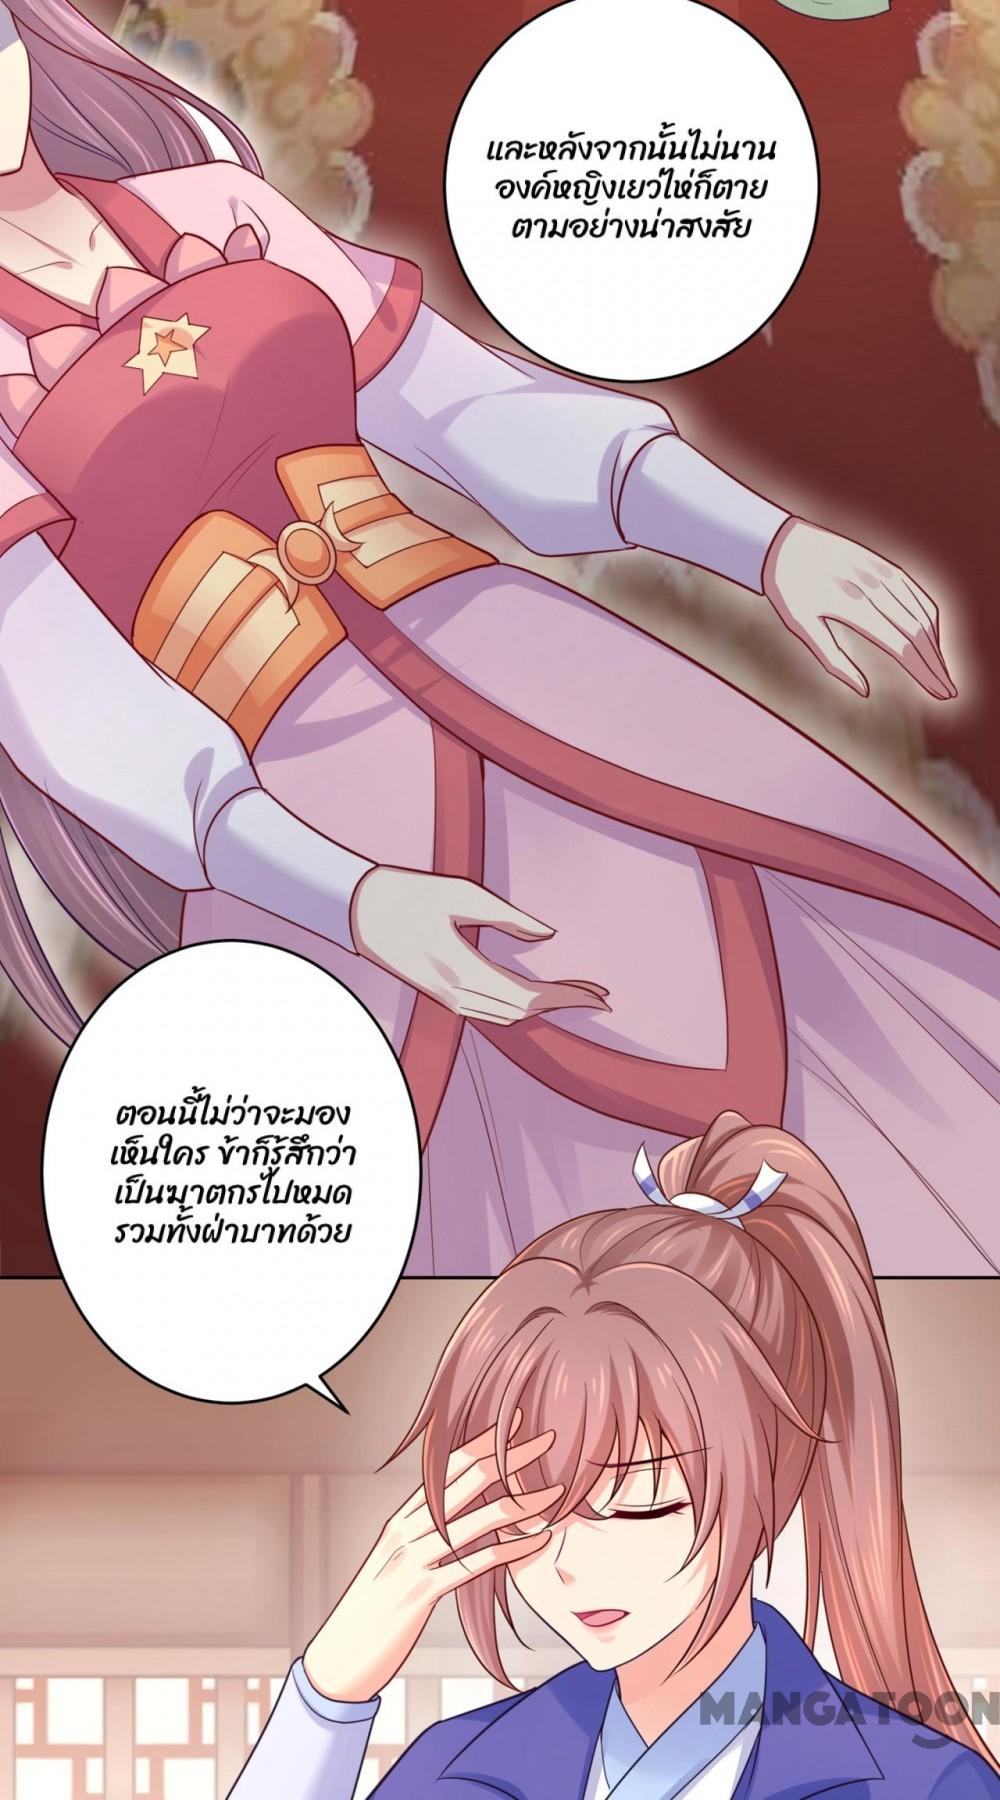 และหลังจากนั้นไม่นาน
องค์หญิงเยว่ไห่ก็ตาย
ตามอย่างน่าสงสัย
ตอนนี้ไม่ว่าจะมอง
เห็นใคร ข้าก็รู้สึกว่า
เป็นฆาตกรไปหมด
รวมทั้งฝ่าบาทด้วย
MANGATOON